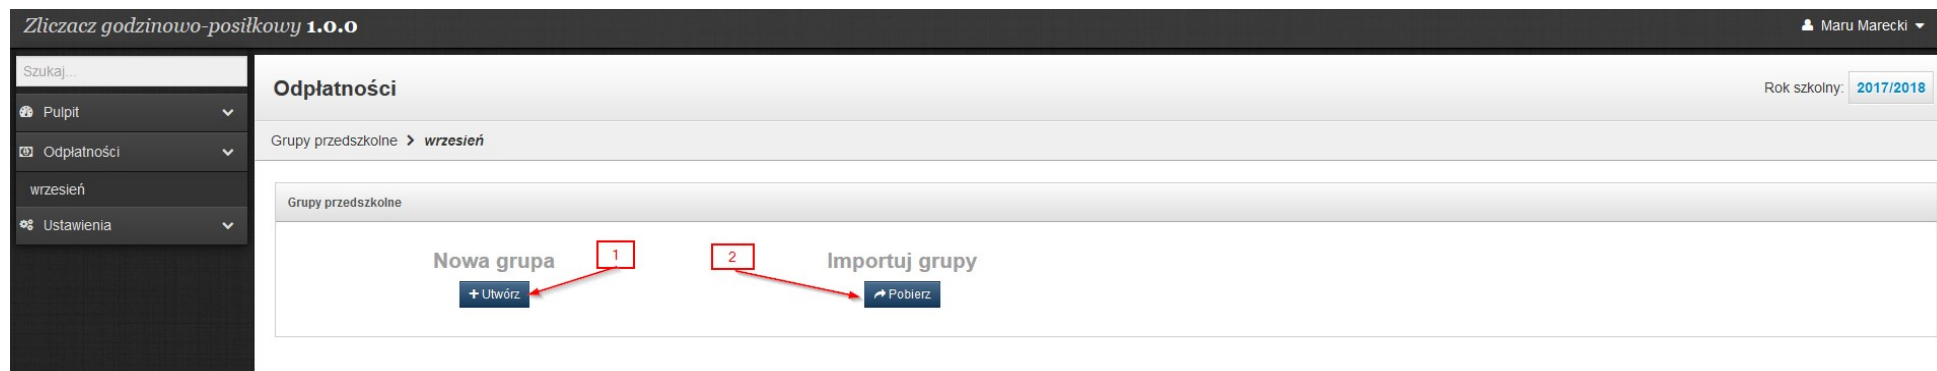 Zliczacz godzinowo-posiłkowy 1.0.0
Maru Marecki
Szukaj...
Pulpit
Odpłatności
wrzesień
Ustawienia
Odpłatności
Rok szkolny: 2017/2018
Grupy przedszkolne > wrzesień
Grupy przedszkolne
Nowa grupa
1
+ Utwórz
2
Importuj grupy
Pobierz